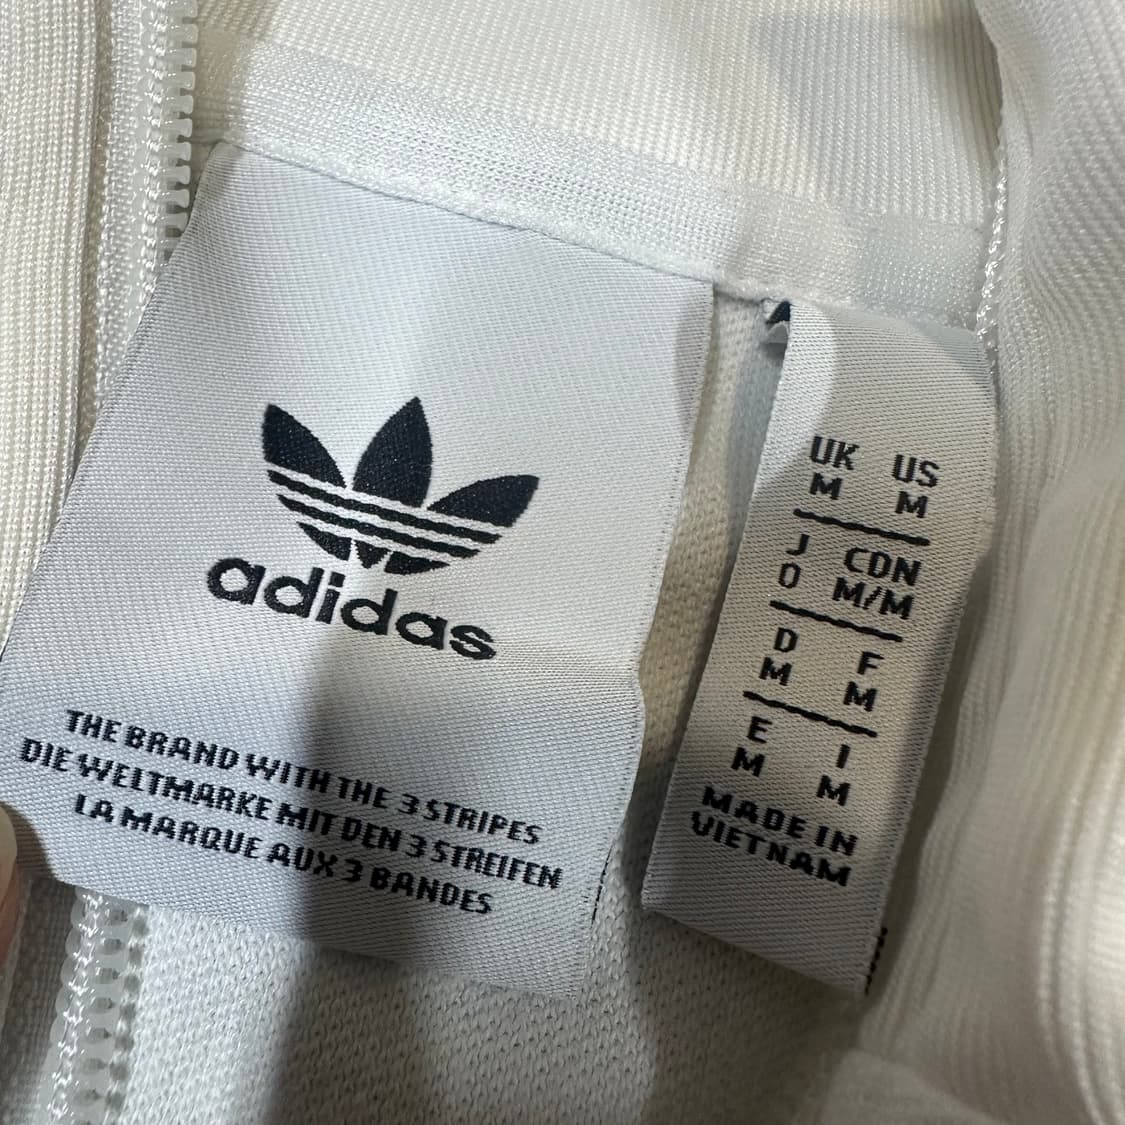 adidas
THE BRAND WITH THE 3 STRIPES
DIE WELTMARKE MIT DEN 3 STREIFEN
LA MARQUE AUX 3 BANDES
UK US
M M
J CDN
O M/M
D F
M M
E I
M M
MADE IN
VIETNAM